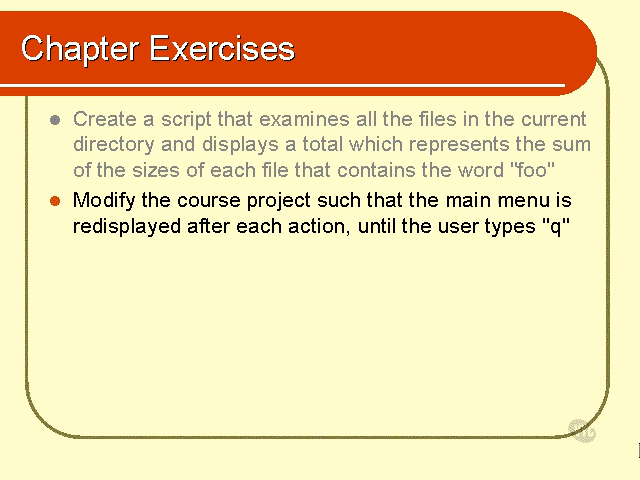 Chapter Exercises
Create a script that examines all the files in the current
directory and displays a total which represents the sum
of the sizes of each file that contains the word "foo"
Modify the course project such that the main menu is
redisplayed after each action, until the user types "q"